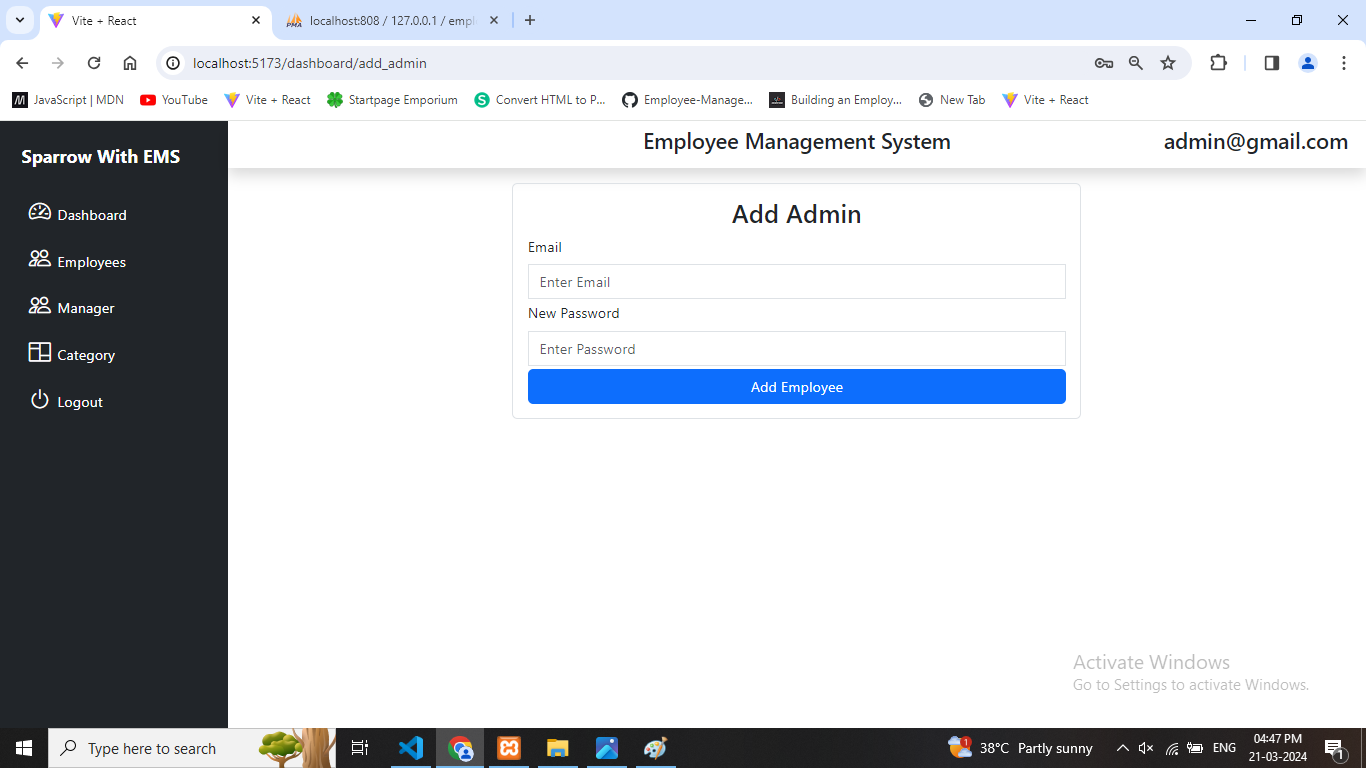 Vite + React
localhost:808 / 127.0.0.1 / empl
localhost:5173/dashboard/add_admin
JavaScript | MDN
YouTube
Vite + React
Startpage Emporium
Convert HTML to P...
Employee-Manage...
Building an Employ...
New Tab
Vite + React
Sparrow With EMS
Employee Management System
admin@gmail.com
Dashboard
Employees
Manager
Category
Logout
Add Admin
Email
Enter Email
New Password
Enter Password
Add Employee
Activate Windows
Go to Settings to activate Windows.
Type here to search
1
38°C Partly sunny
ENG
04:47 PM
21-03-2024
1